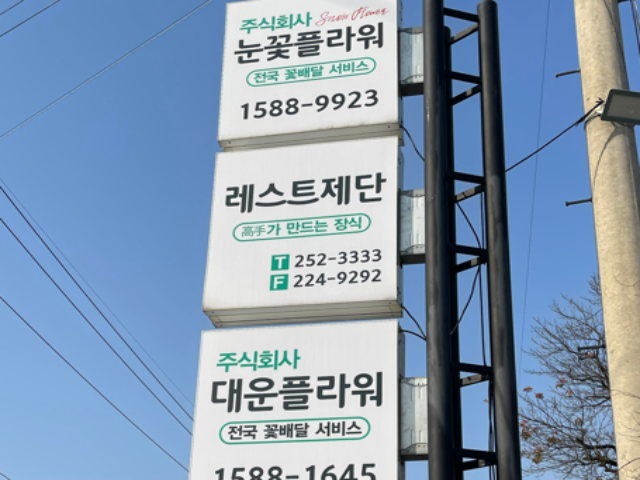 주식회사 Snow Flower
눈꽃플라워
전국 꽃배달 서비스
1588-9923
레스트제단
高手가 만드는 장식
T 252-3333
F 224-9292
주식회사
대운플라워
전국 꽃배달 서비스
1588-1645